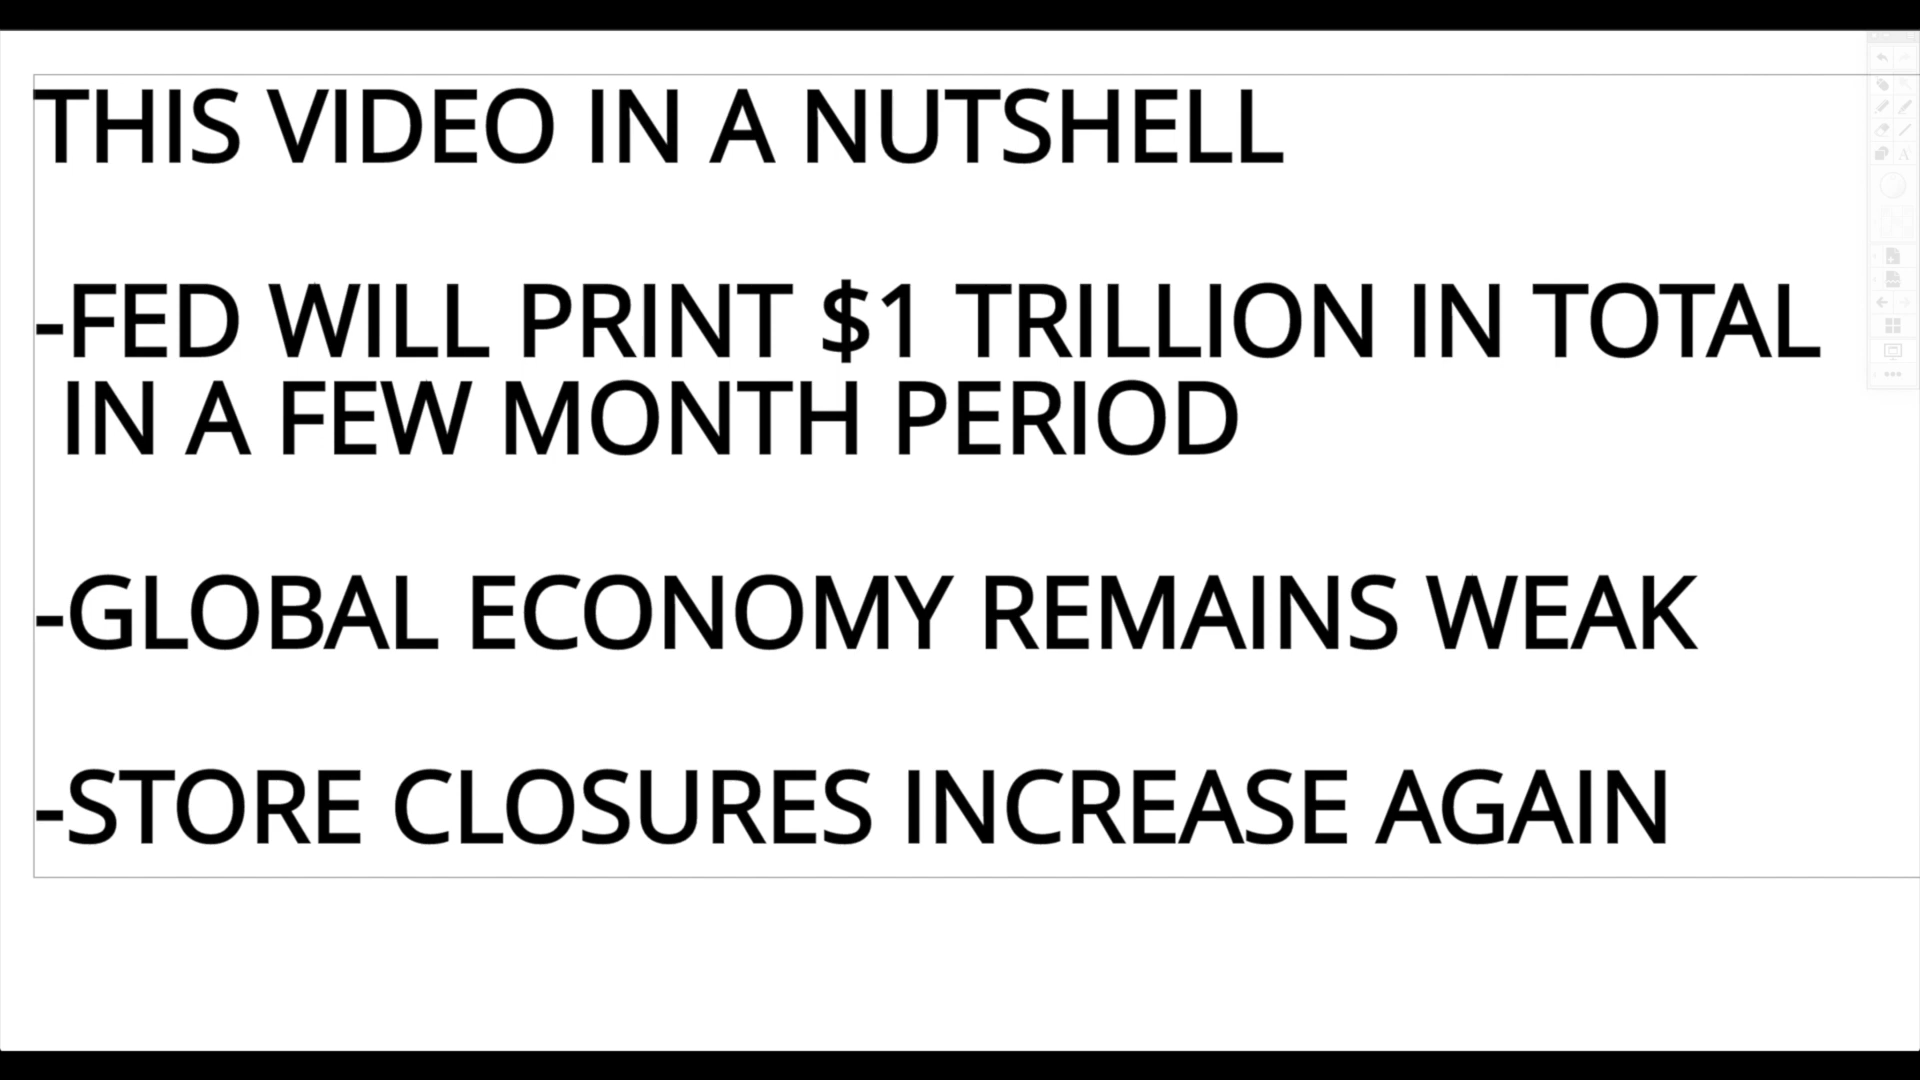 THIS VIDEO IN A NUTSHELL
-FED WILL PRINT $1 TRILLION IN TOTAL
IN A FEW MONTH PERIOD
-GLOBAL ECONOMY REMAINS WEAK
-STORE CLOSURES INCREASE AGAIN